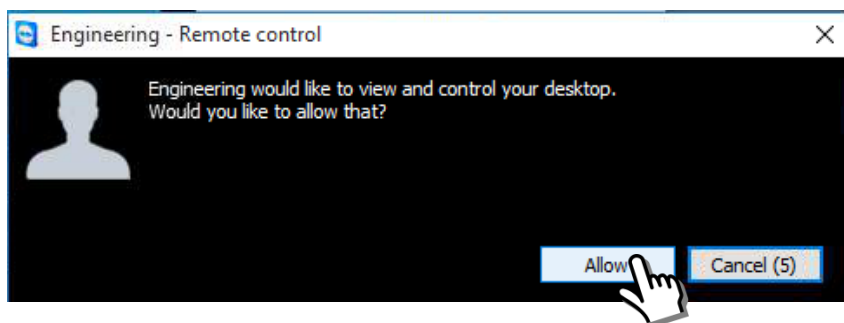 Engineering - Remote control
Engineering would like to view and control your desktop.
Would you like to allow that?
Allow
Cancel (5)